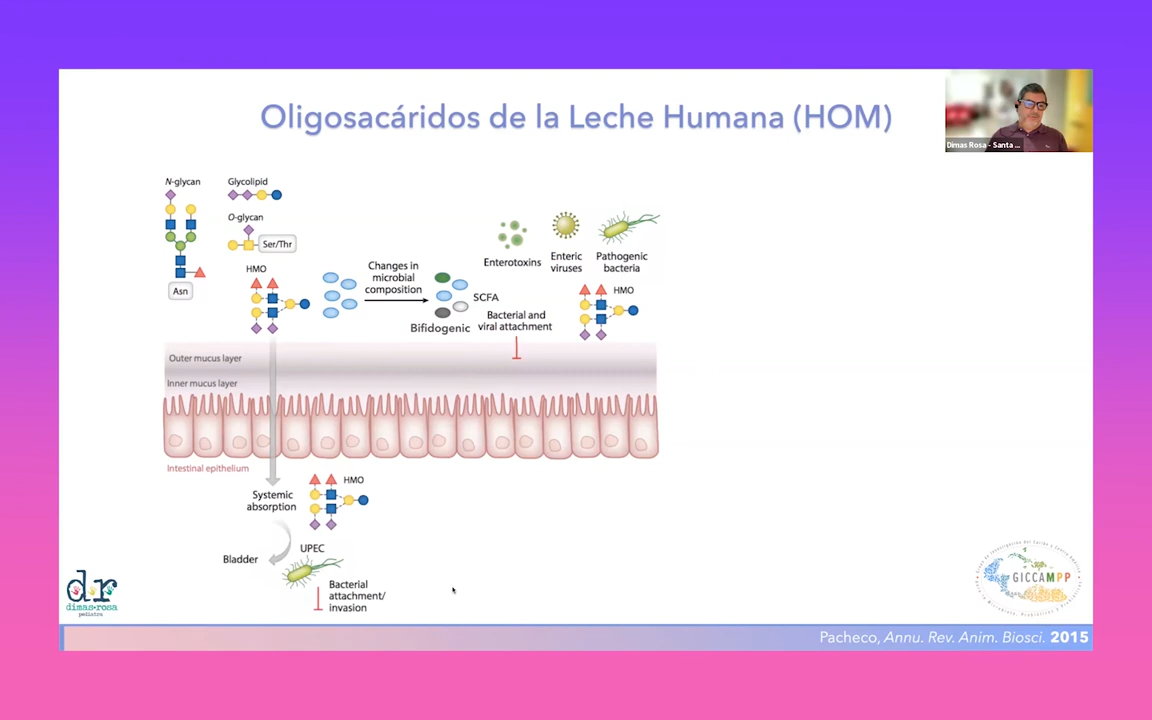 Oligosacáridos de la Leche Humana (HOM)
Dimas Rosa - Santa ...
N-glycan
Glycolipid
O-glycan
Ser/Thr
HMO
Asn
Changes in
microbial
composition
SCFA
Bifidogenic
Enterotoxins
Enteric
viruses
Pathogenic
bacteria
HMO
Bacterial and
viral attachment
Outer mucus layer
Inner mucus layer
Intestinal epithelium
Systemic
absorption
HMO
Bladder
UPEC
Bacterial
attachment/
invasion
dr
dimas•rosa
pediatra
GICCAMPP
Pacheco, Annu. Rev. Anim. Biosci. 2015